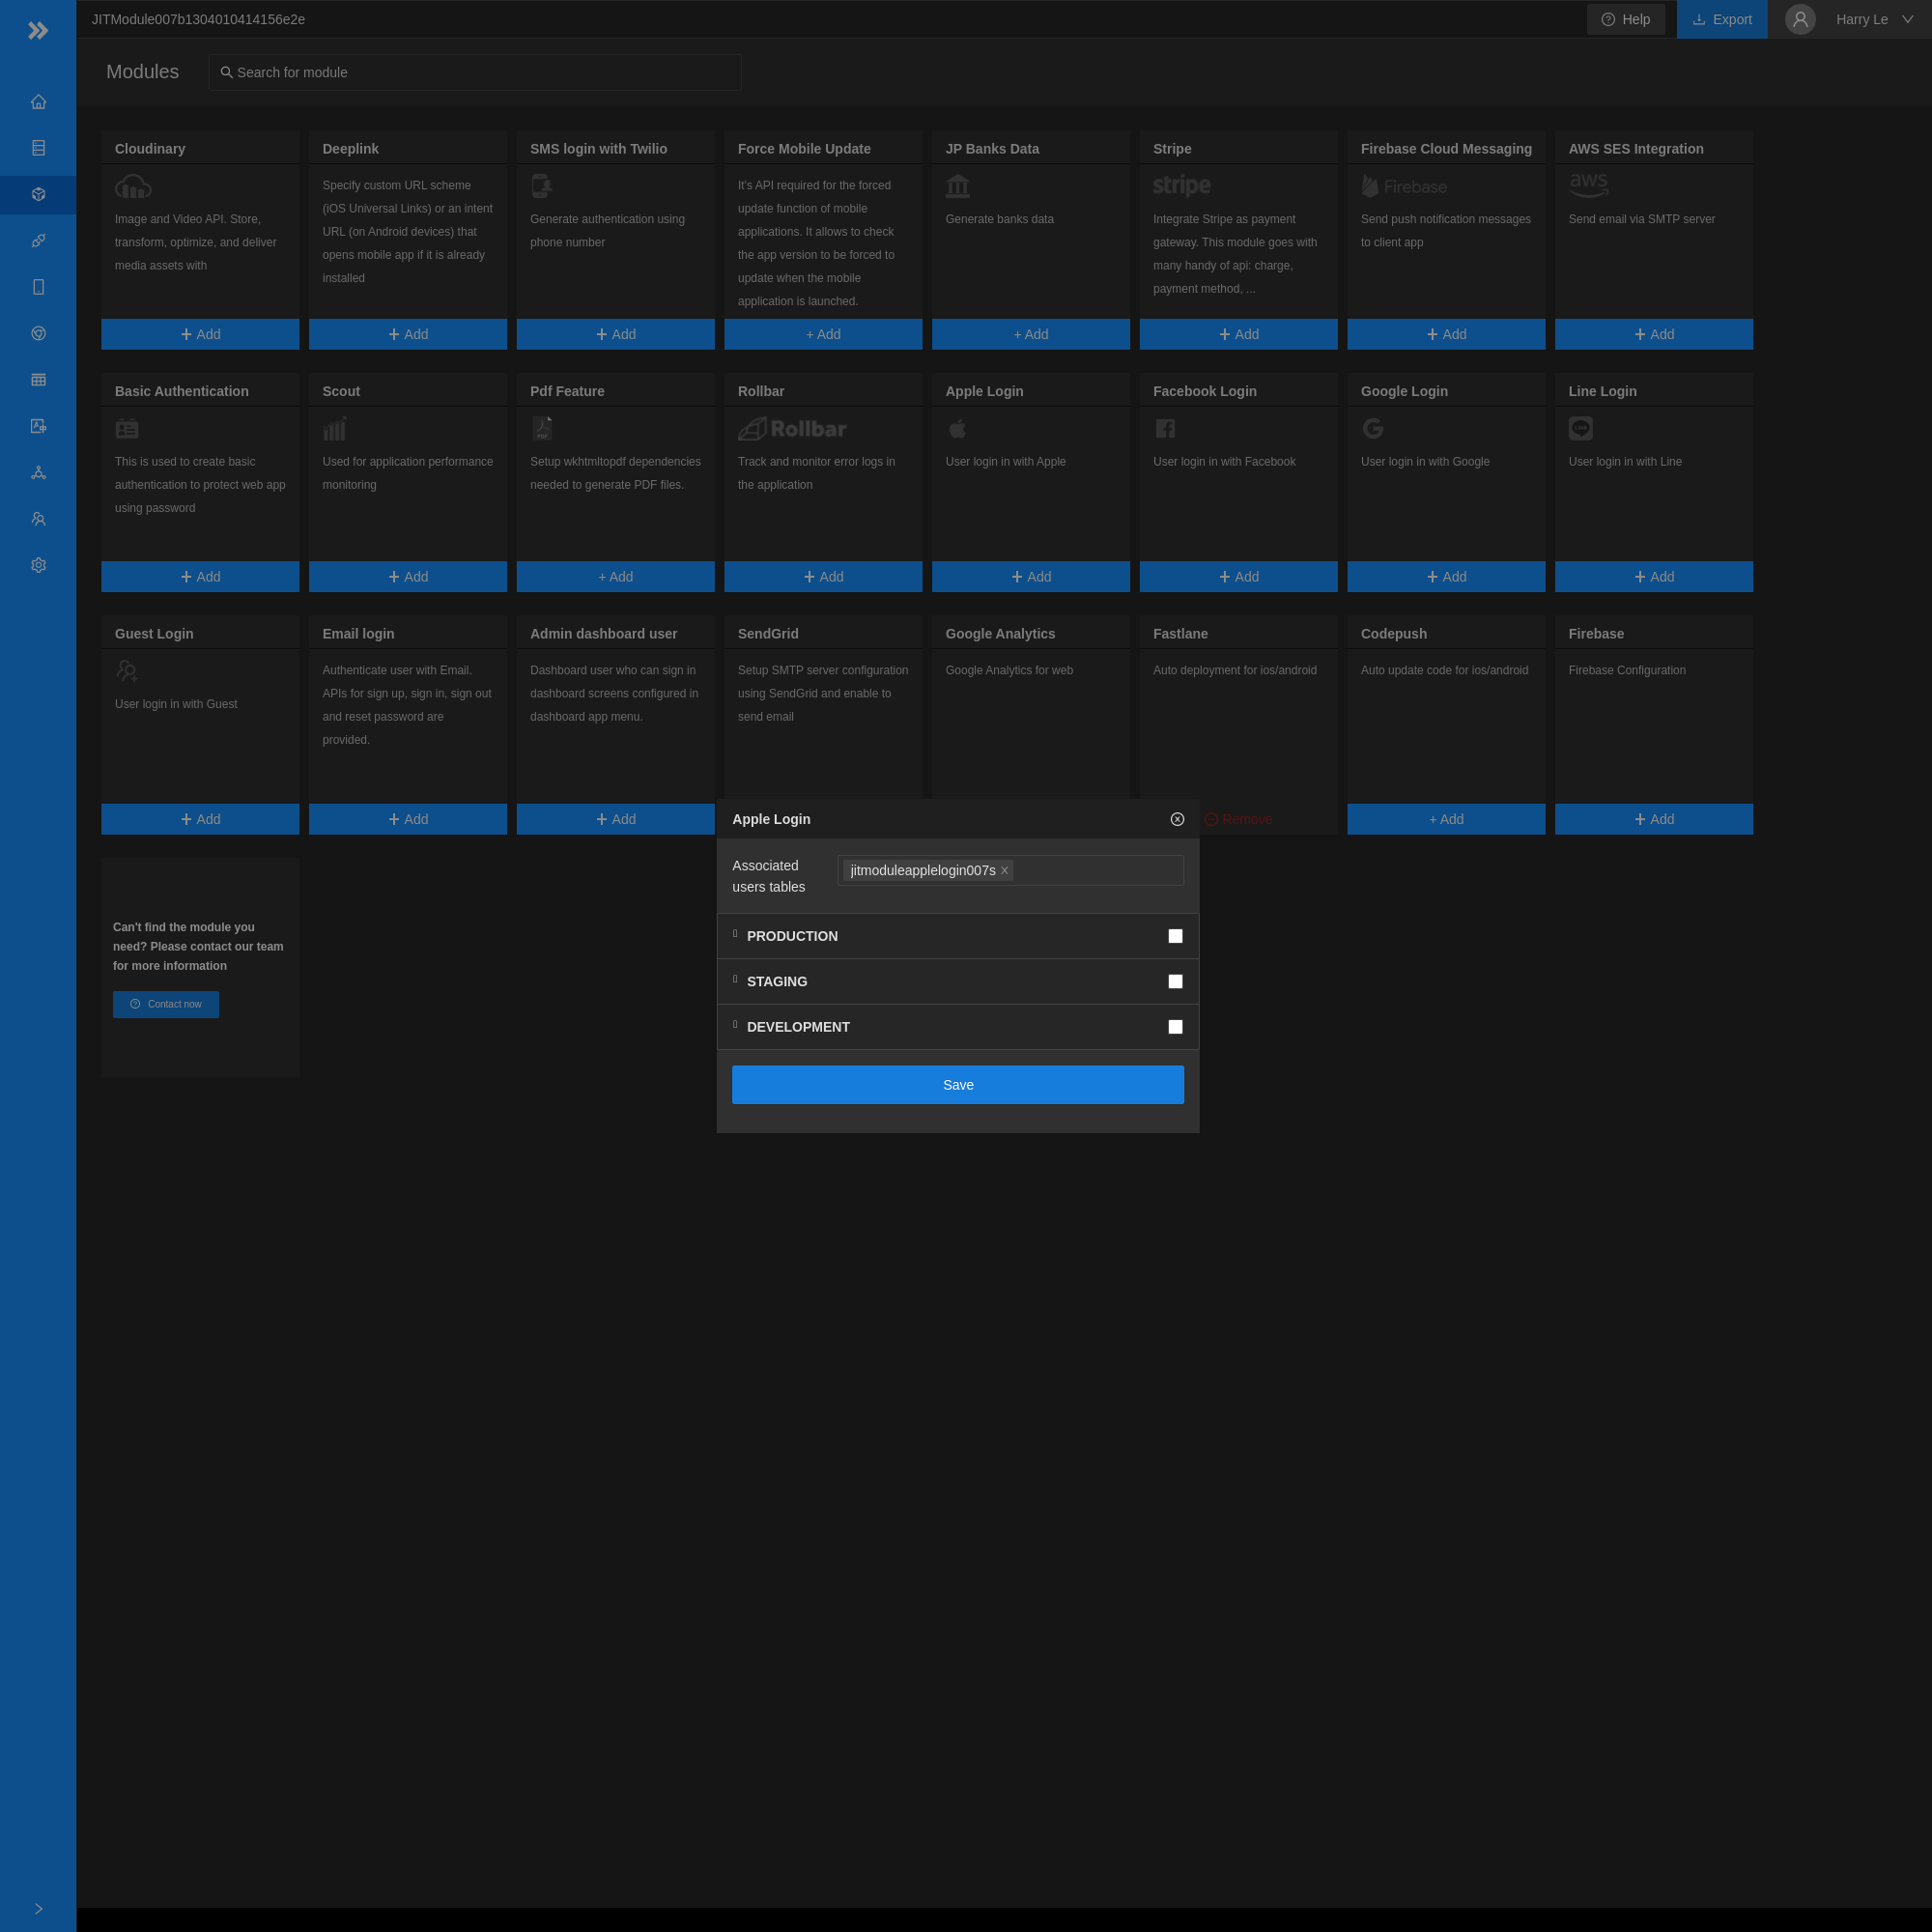 JITModule007b1304010414156e2e
Help
Export
Harry Le
Modules
Search for module
Cloudinary
Image and Video API. Store,
transform, optimize, and deliver
media assets with
Add
Deeplink
Specify custom URL scheme
(iOS Universal Links) or an intent
URL (on Android devices) that
opens mobile app if it is already
installed
Add
SMS login with Twilio
Generate authentication using
phone number
Add
Force Mobile Update
It's API required for the forced
update function of mobile
applications. It allows to check
the app version to be forced to
update when the mobile
application is launched.
+ Add
JP Banks Data
Generate banks data
+ Add
Stripe
stripe
Integrate Stripe as payment
gateway. This module goes with
many handy of api: charge,
payment method, ...
Add
Firebase Cloud Messaging
Firebase
Send push notification messages
to client app
Add
AWS SES Integration
aws
Send email via SMTP server
Add
Basic Authentication
This is used to create basic
authentication to protect web app
using password
Add
Scout
Used for application performance
monitoring
Add
Pdf Feature
PDF
Setup wkhtmltopdf dependencies
needed to generate PDF files.
+ Add
Rollbar
Rollbar
Track and monitor error logs in
the application
Add
Apple Login
User login in with Apple
Add
Facebook Login
User login in with Facebook
Add
Google Login
User login in with Google
Add
Line Login
LINE
User login in with Line
Add
Guest Login
User login in with Guest
Add
Email login
Authenticate user with Email.
APIs for sign up, sign in, sign out
and reset password are
provided.
Add
Admin dashboard user
Dashboard user who can sign in
dashboard screens configured in
dashboard app menu.
Add
SendGrid
Setup SMTP server configuration
using SendGrid and enable to
send email
Google Analytics
Google Analytics for web
Fastlane
Auto deployment for ios/android
Remove
Codepush
Auto update code for ios/android
+ Add
Firebase
Firebase Configuration
Add
Can't find the module you
need? Please contact our team
for more information
Contact now
Apple Login
Associated
users tables
jitmoduleapplelogin007s
PRODUCTION
STAGING
DEVELOPMENT
Save